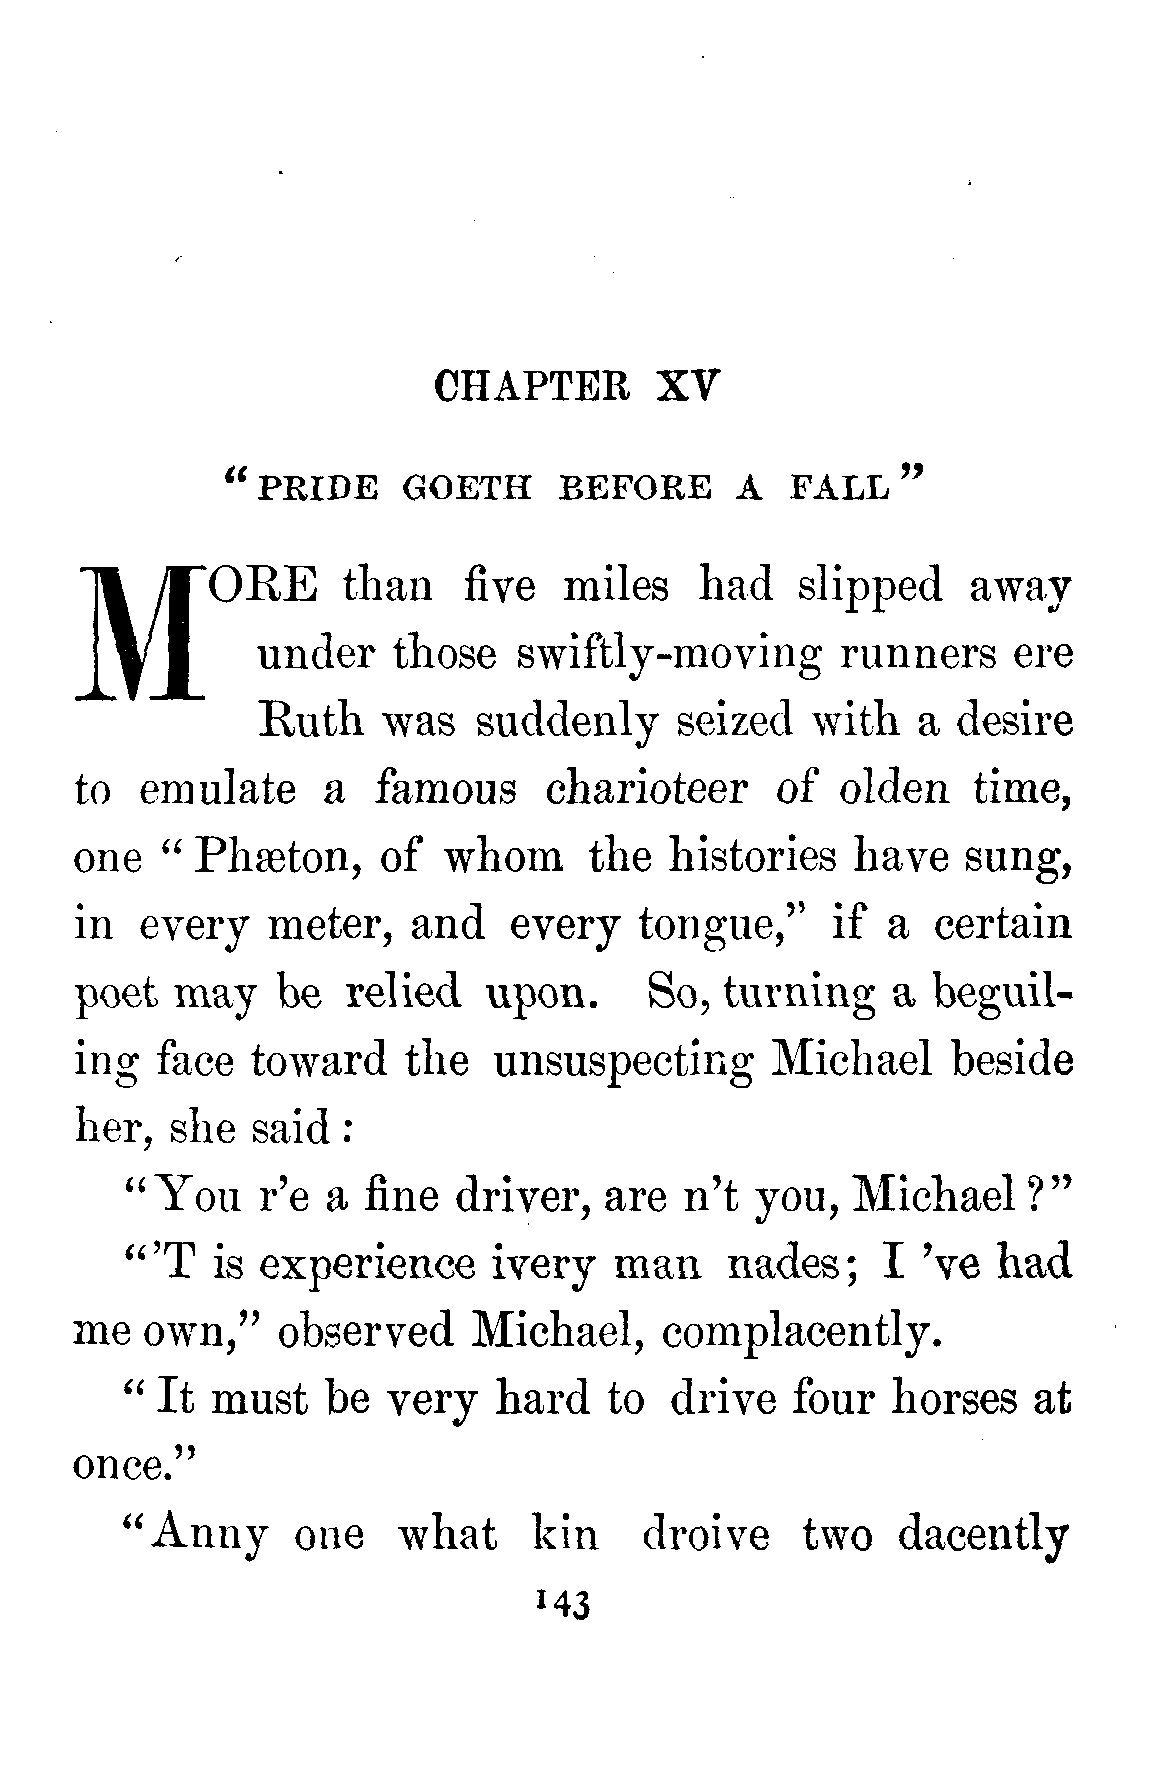 CHAPTER XV
“PRIDE GOETH BEFORE A FALL”
MORE than five miles had slipped away
under those swiftly-moving runners ere
Ruth was suddenly seized with a desire
to emulate a famous charioteer of olden time,
one “Phæton, of whom the histories have sung,
in every meter, and every tongue,” if a certain
poet may be relied upon. So, turning a beguil-
ing face toward the unsuspecting Michael beside
her, she said :
“You r’e a fine driver, are n’t you, Michael?”
“’T is experience ivery man nades; I ’ve had
me own,” observed Michael, complacently.
“It must be very hard to drive four horses at
once.”
“Anny one what kin droive two dacently
143